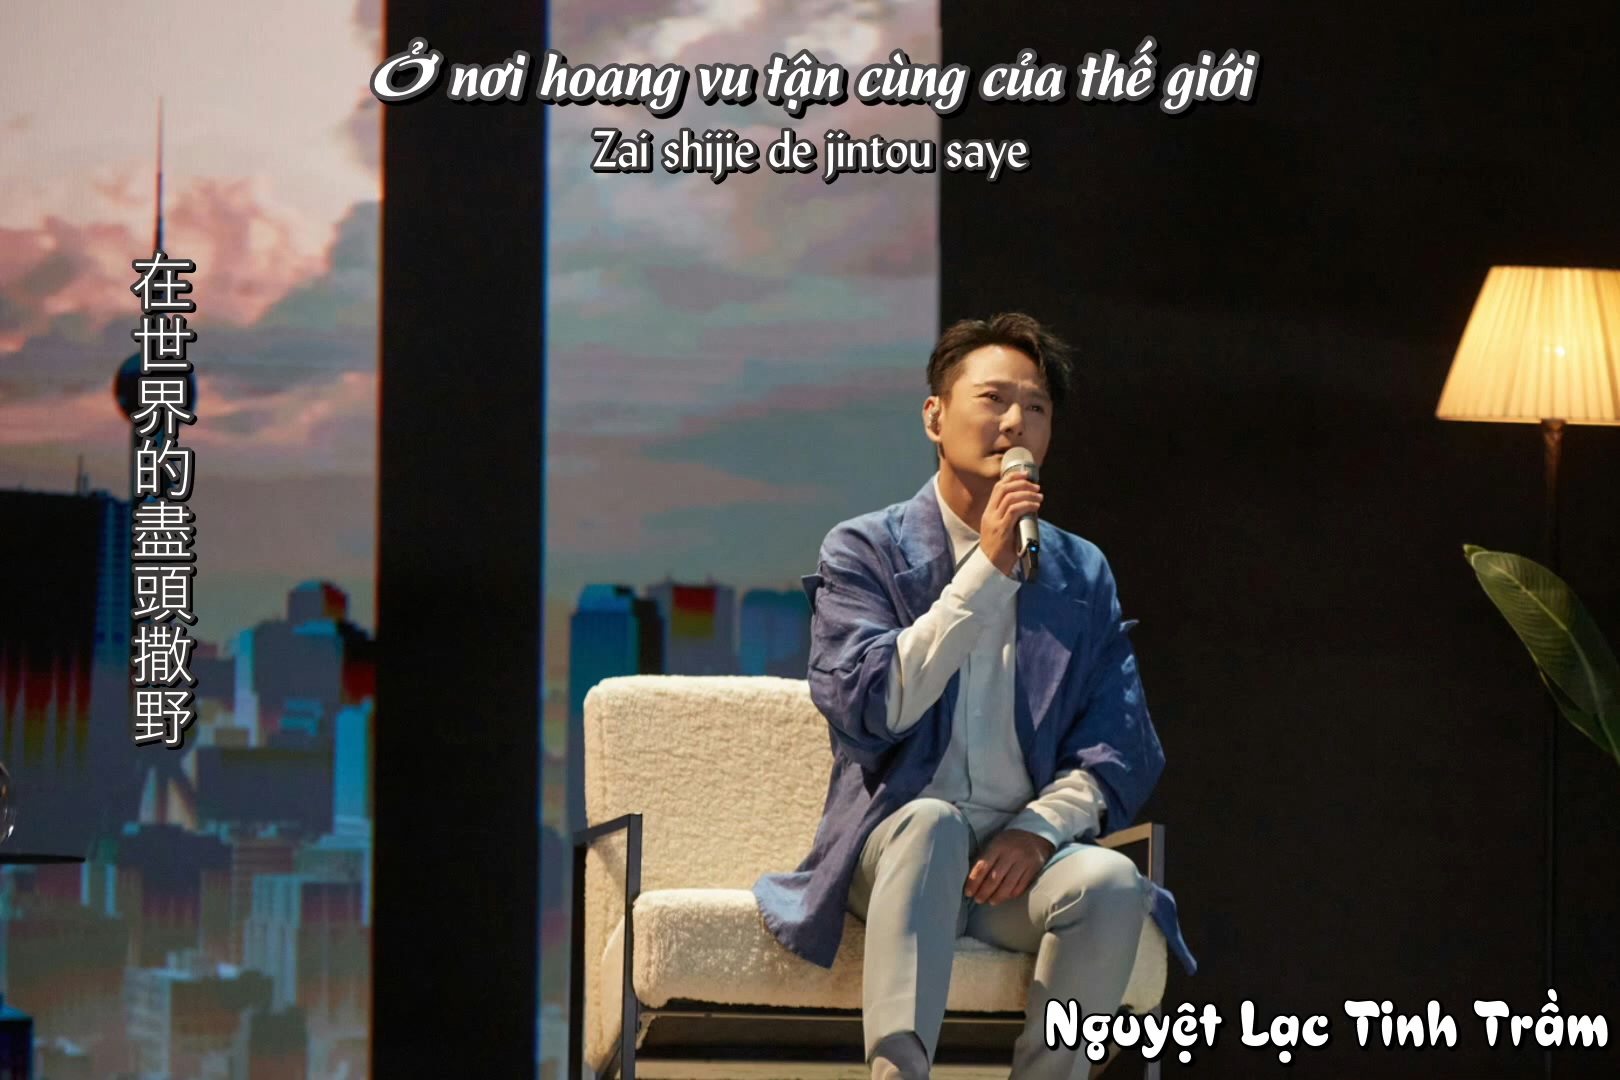 Ở nơi hoang vu tận cùng của thế giới
Zai shijie de jintou saye
在世界的盡頭撒野
Nguyệt Lạc Tinh Trầm